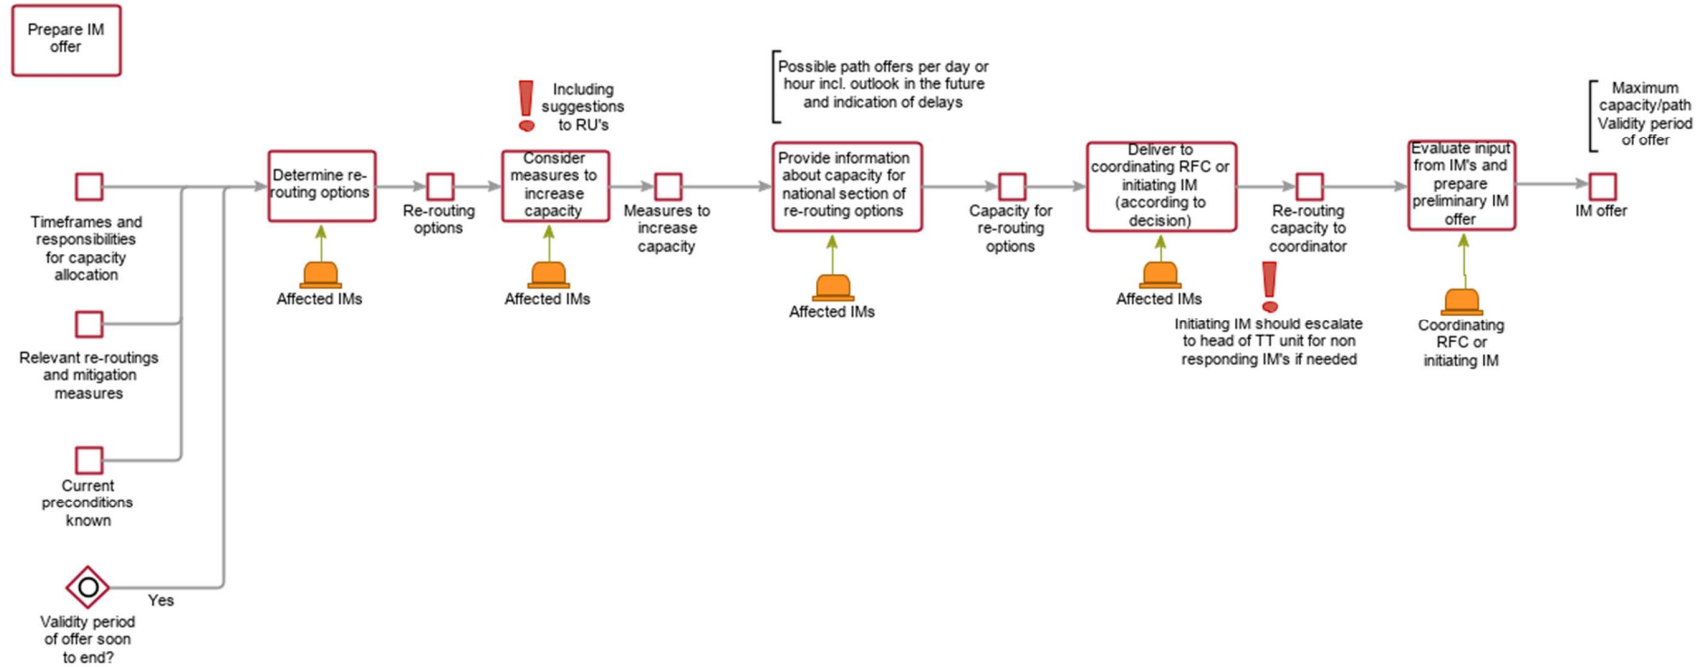 Prepare IM
offer
Including
suggestions
to RU's
Possible path offers per day or
hour incl. outlook in the future
and indication of delays
Maximum
capacity/path
Validity period
of offer
Determine re-
routing options
Consider
measures to
increase
capacity
Provide information
about capacity for
national section of
re-routing options
Deliver to
coordinating RFC or
initiating IM
(according to
decision)
Evaluate input
from IM's and
prepare
preliminary IM
offer
Timeframes and
responsibilities
for capacity
allocation
Re-routing
options
Measures to
increase
capacity
Capacity for
re-routing
options
Re-routing
capacity to
coordinator
IM offer
Affected IMs
Affected IMs
Affected IMs
Affected IMs
Initiating IM should escalate
to head of TT unit for non
responding IM's if needed
Coordinating
RFC or
initiating IM
Relevant re-routings
and mitigation
measures
Current
preconditions
known
Yes
Validity period
of offer soon
to end?